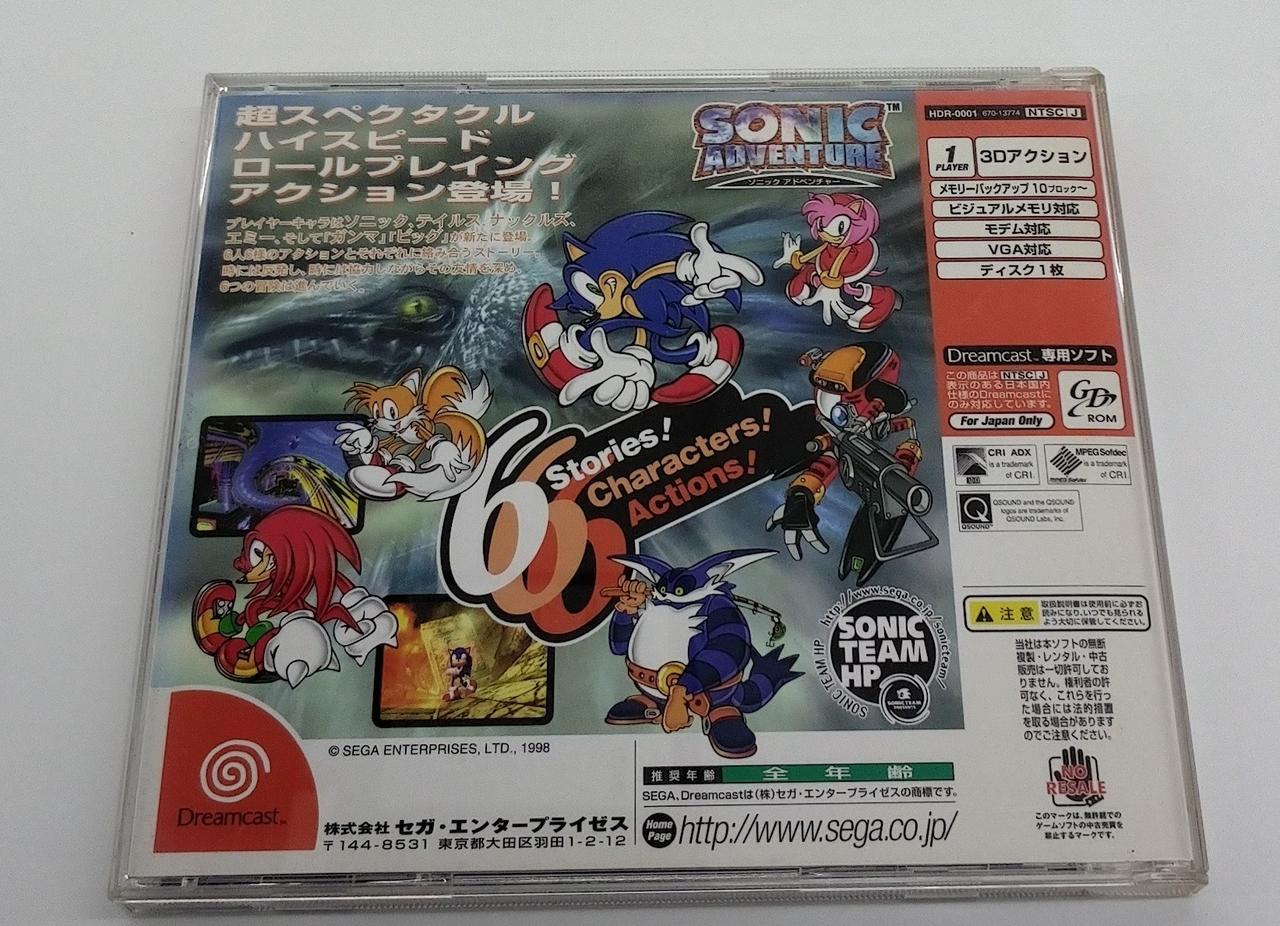 超スペクタクル
ハイスピード
ロールプレイング
アクション登場！
プレイヤーキャラはソニック、テイルス、ナックルズ、
エミー、そして「ガンマ」「ビッグ」が新たに登場。
6人6様のアクションとそれぞれに絡み合うストーリー。
時には反発し、時には協力しながらその友情を深め、
6つの冒険は進んでいく。
SONIC ADVENTURE™
ソニック アドベンチャー
6 Stories!
6 Characters!
6 Actions!
HDR-0001 670-13774 NTSC J
1 PLAYER
3Dアクション
メモリーバックアップ 10ブロック〜
ビジュアルメモリ対応
モデム対応
VGA対応
ディスク1枚
Dreamcast™ 専用ソフト
この商品は NTSC J
表示のある日本国内
仕様のDreamcastに
のみ対応しています。
For Japan Only
GD-ROM
CRI ADX
is a trademark
of CRI.
MPEG Sofdec
is a trademark
of CRI.
QSOUND™
QSOUND and the QSOUND
logos are trademarks of
QSOUND Labs, Inc.
注意
取扱説明書は使用前に必ずお
読みになり、いつでも見られる
よう大切に保管してください。
当社は本ソフトの無断
複製・レンタル・中古
販売は一切許可してお
りません。権利者の許
可なく、これらを行っ
た場合には法的措置
を取る場合があります
のでご注意ください。
NO RESALE
このマークは、無許諾での
ゲームソフトの中古売買を
禁止するマークです。
SONIC TEAM HP http://www.sega.co.jp/sonicteam/
SONIC
TEAM
HP
SONIC TEAM
PRESENTS
© SEGA ENTERPRISES, LTD., 1998
Dreamcast™
株式会社 セガ・エンタープライゼス
〒144-8531 東京都大田区羽田1-2-12
推奨年齢 全年齢
SEGA、Dreamcastは(株)セガ・エンタープライゼスの商標です。
Home Page http://www.sega.co.jp/